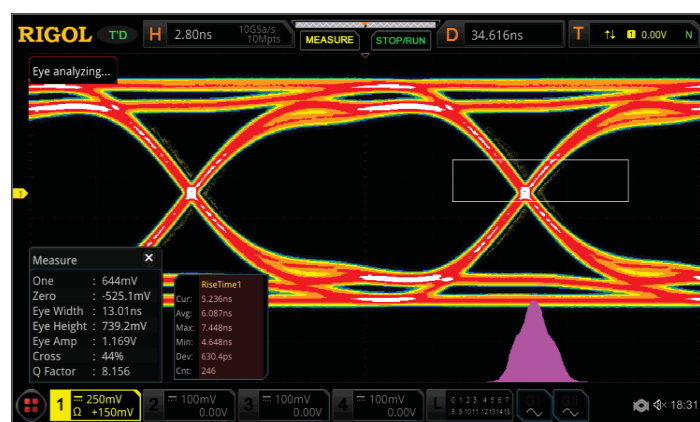 RIGOL T'D H 2.80ns 10GSa/s 10Mpts MEASURE STOP/RUN D 34.616ns T 1 0.00V N
Eye analyzing...
1
Measure ×
One : 644mV
Zero : -525.1mV
Eye Width : 13.01ns
Eye Height : 739.2mV
Eye Amp : 1.169V
Cross : 44%
Q Factor : 8.156
RiseTime1
Cur: 5.236ns
Avg: 6.087ns
Max: 7.448ns
Min: 4.648ns
Dev: 630.4ps
Cnt: 246
1 250mV Ω +150mV
2 100mV 0.00V
3 100mV 0.00V
4 100mV 0.00V
L 0 1 2 3 4 5 6 7
8 9 10 11 12 13 14 15
GI GII
18:31